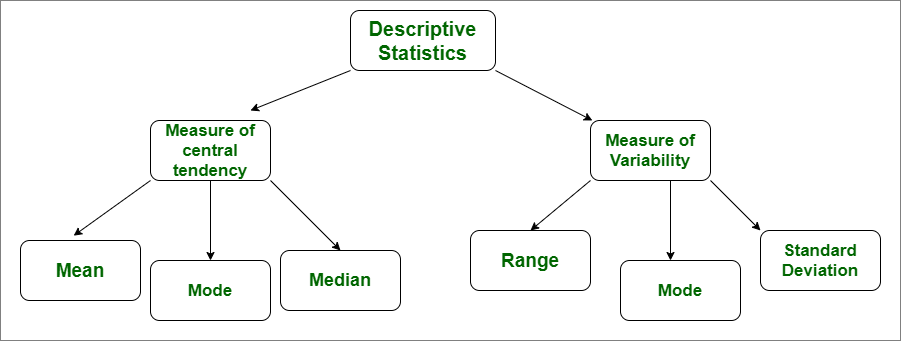 Descriptive
Statistics
Measure of
central
tendency
Measure of
Variability
Mean
Mode
Median
Range
Mode
Standard
Deviation